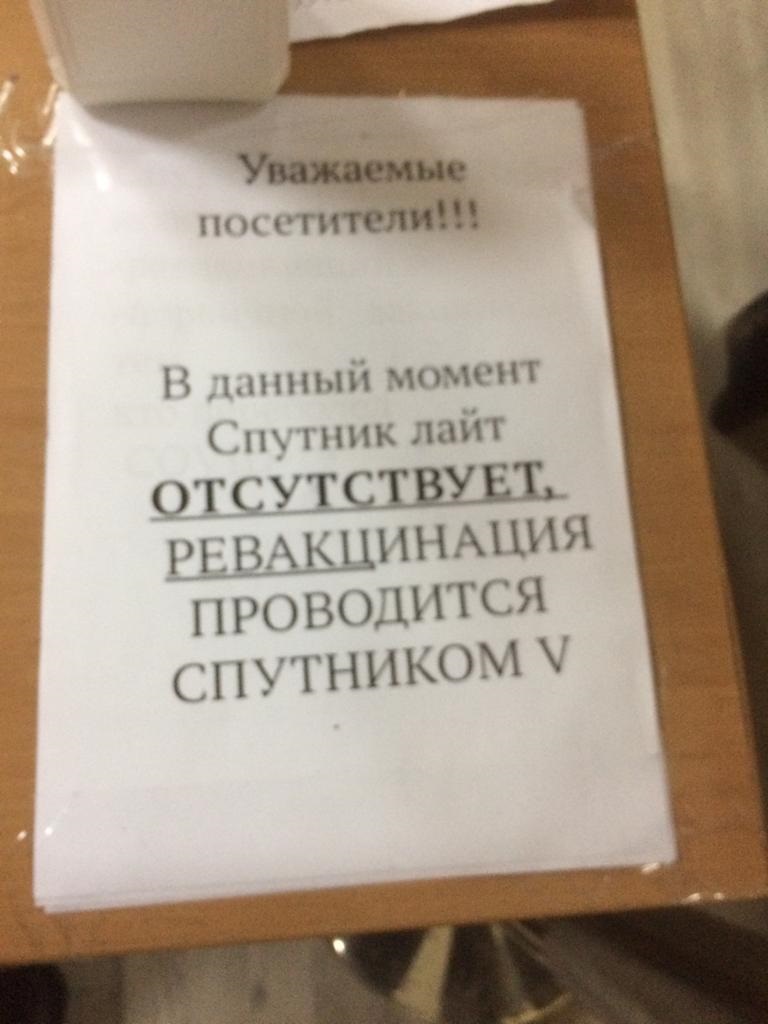 Уважаемые
посетители!!!
В данный момент
Спутник лайт
ОТСУТСТВУЕТ,
РЕВАКЦИНАЦИЯ
ПРОВОДИТСЯ
СПУТНИКОМ V